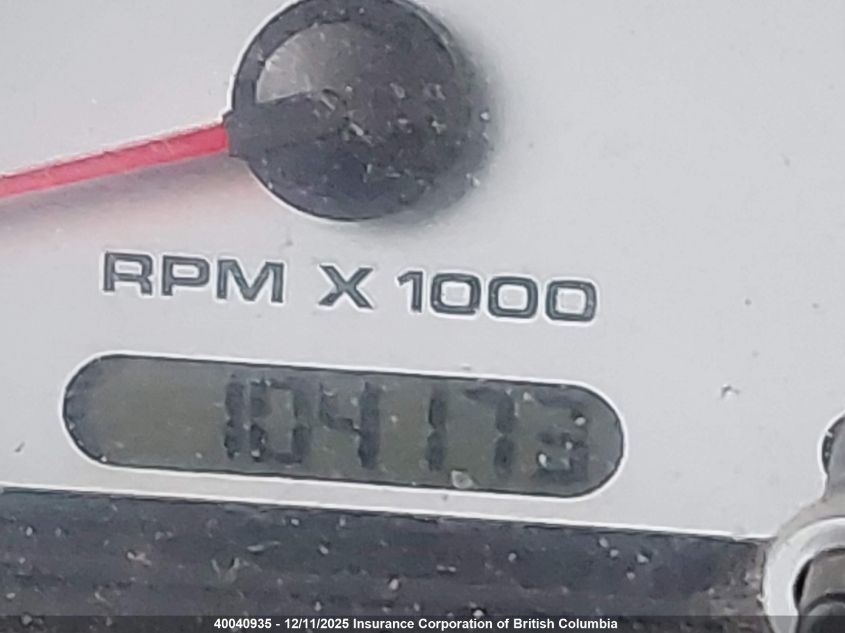 RPM X 1000
104173
40040935 - 12/11/2025 Insurance Corporation of British Columbia